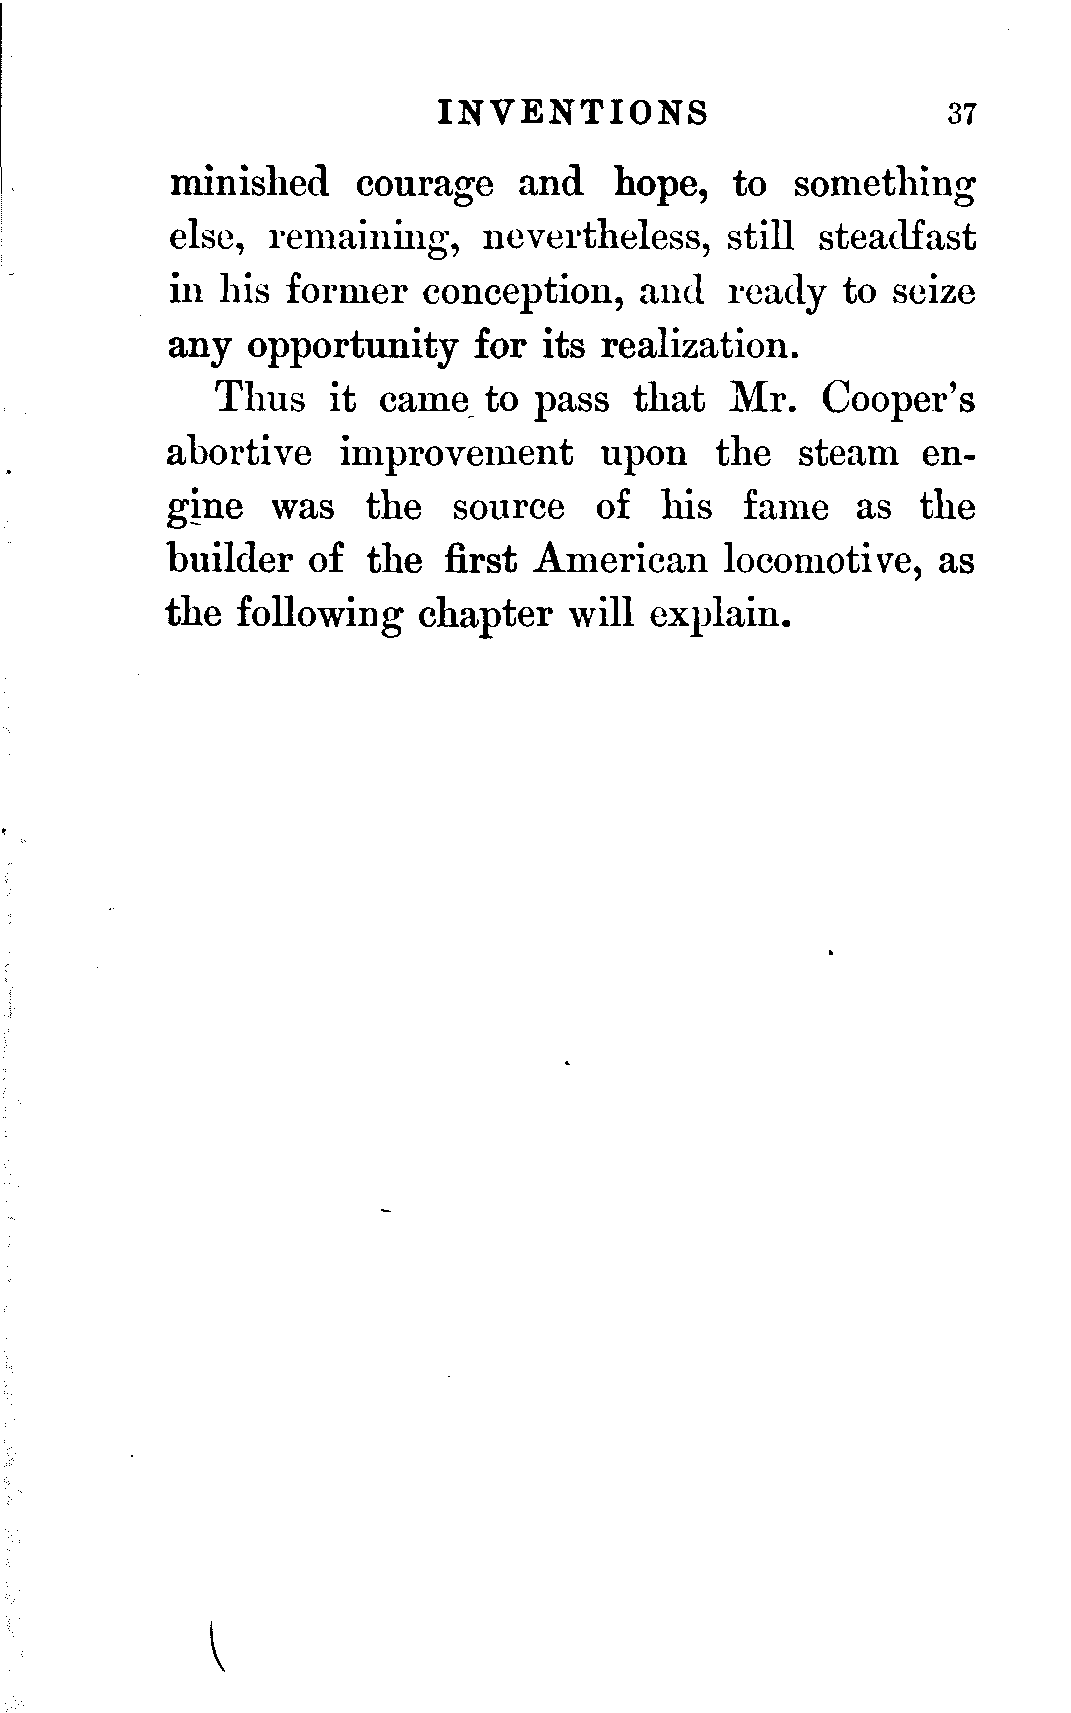 INVENTIONS 37
minished courage and hope, to something
else, remaining, nevertheless, still steadfast
in his former conception, and ready to seize
any opportunity for its realization.
Thus it came to pass that Mr. Cooper's
abortive improvement upon the steam en-
gine was the source of his fame as the
builder of the first American locomotive, as
the following chapter will explain.